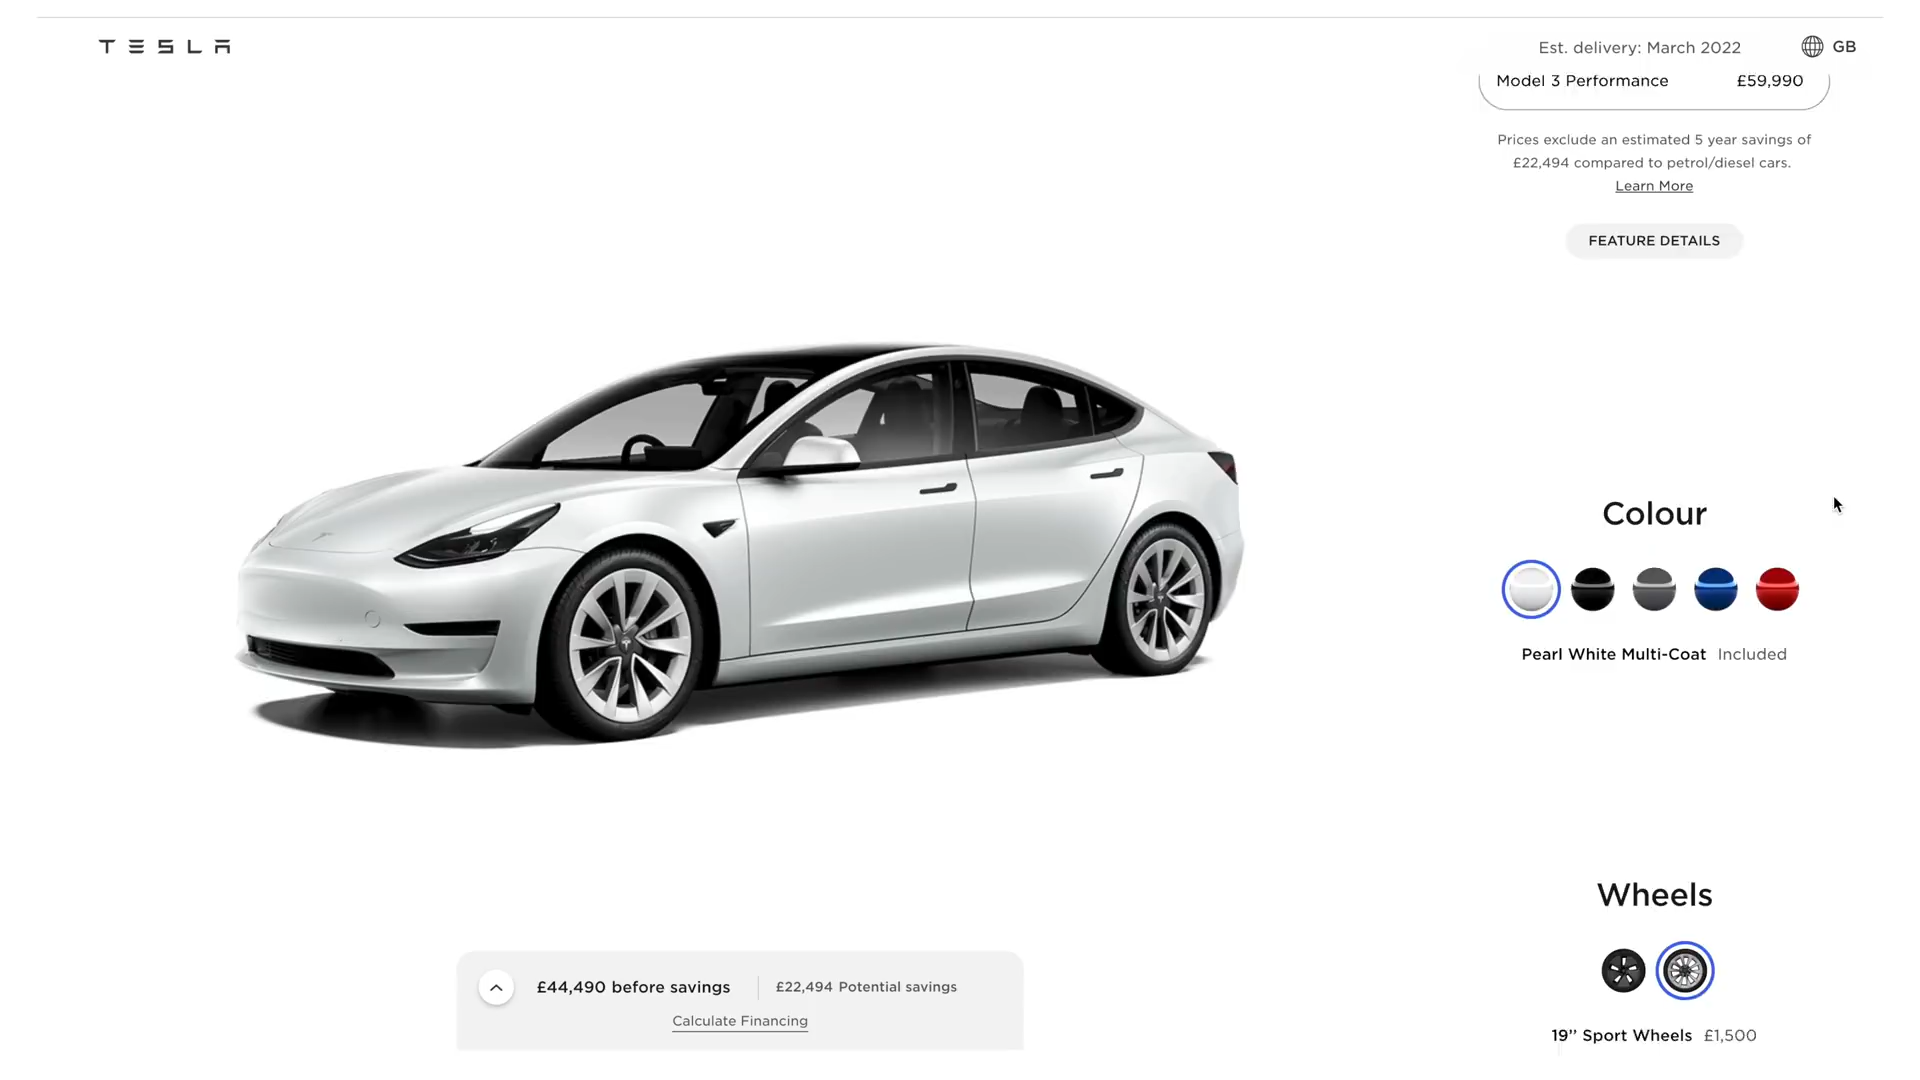 TESLA
Est. delivery: March 2022
GB
Model 3 Performance £59,990
Prices exclude an estimated 5 year savings of
£22,494 compared to petrol/diesel cars.
Learn More
FEATURE DETAILS
Colour
Pearl White Multi-Coat Included
Wheels
19’’ Sport Wheels £1,500
£44,490 before savings
£22,494 Potential savings
Calculate Financing